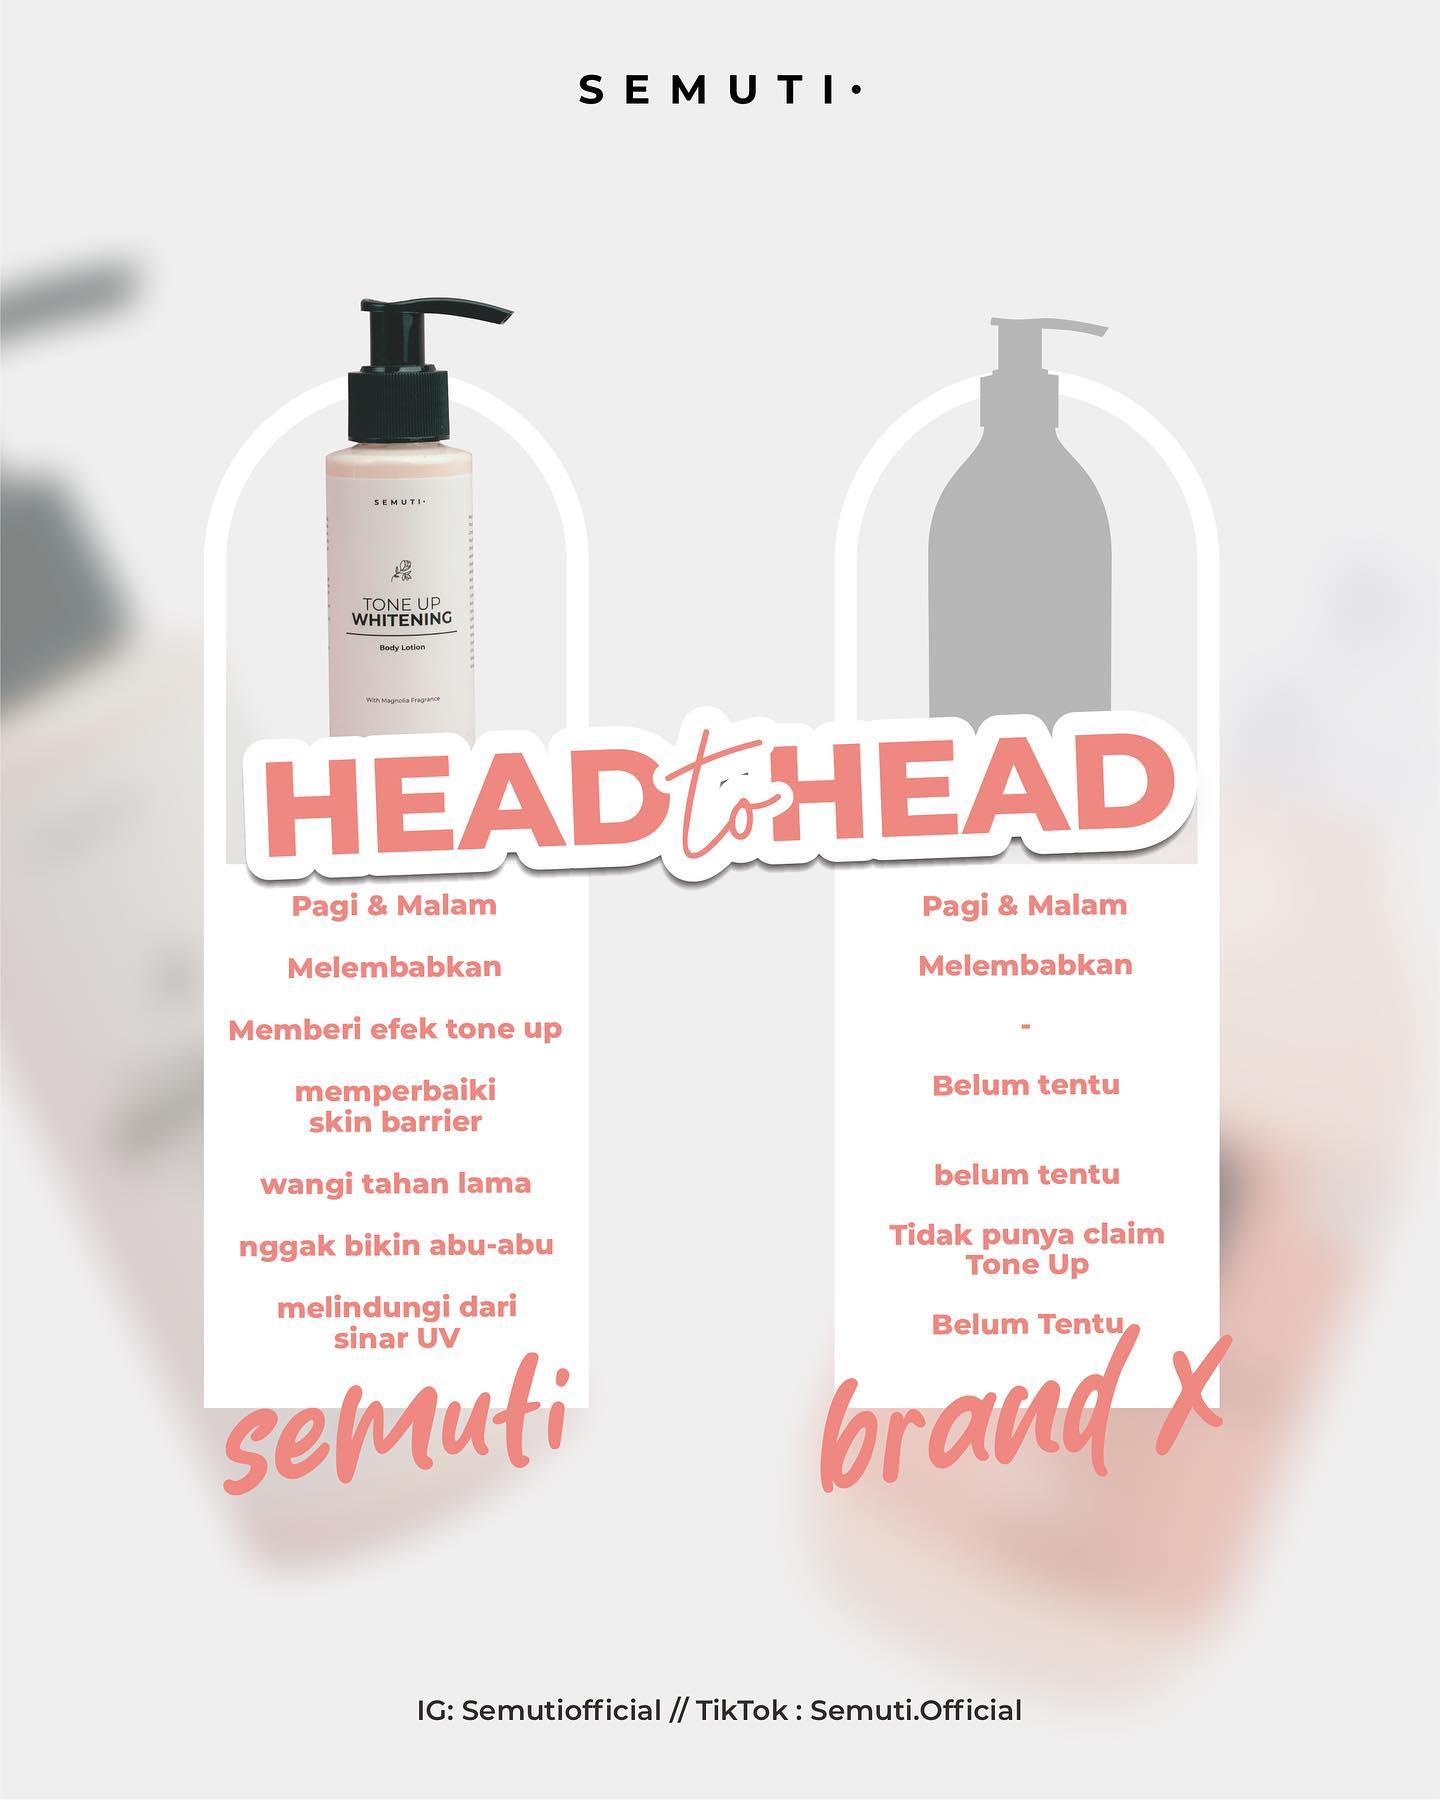 SEMUTI•
SEMUTI•
TONE UP
WHITENING
Body Lotion
With Magnolia Fragrance
HEAD to HEAD
Pagi & Malam
Melembabkan
Memberi efek tone up
memperbaiki
skin barrier
wangi tahan lama
nggak bikin abu-abu
melindungi dari
sinar UV
semuti
Pagi & Malam
Melembabkan
-
Belum tentu
belum tentu
Tidak punya claim
Tone Up
Belum Tentu
brand X
IG: Semutiofficial // TikTok : Semuti.Official